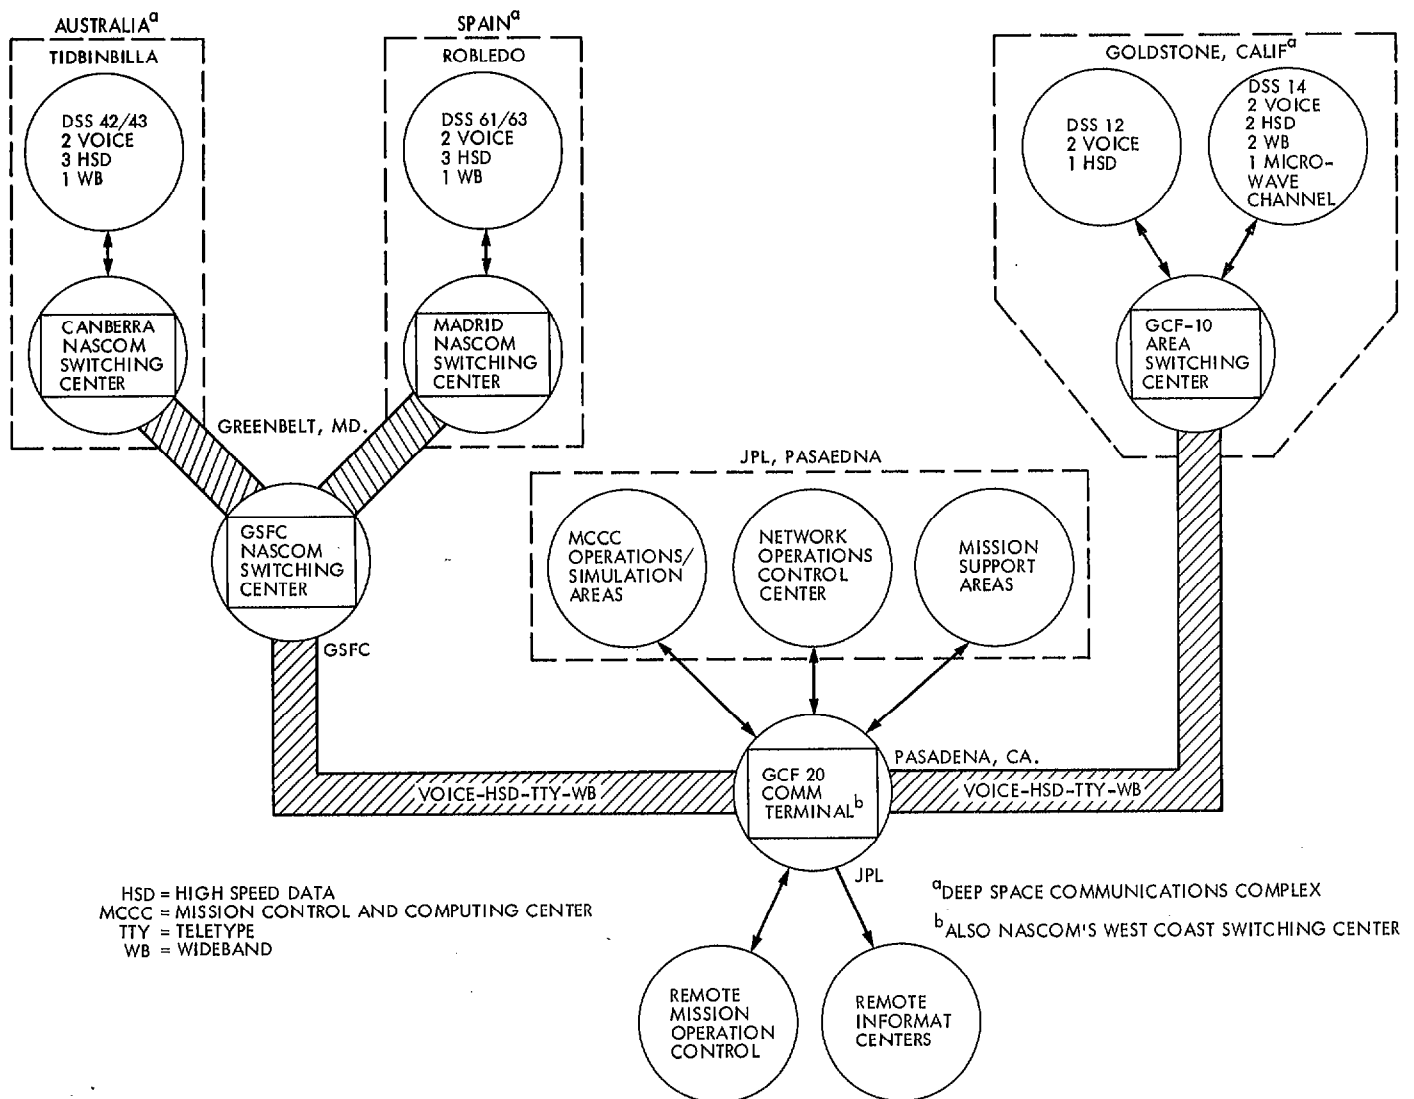 AUSTRALIAᵃ
TIDBINBILLA
DSS 42/43
2 VOICE
3 HSD
1 WB
CANBERRA
NASCOM
SWITCHING
CENTER
SPAINᵃ
ROBLEDO
DSS 61/63
2 VOICE
3 HSD
1 WB
MADRID
NASCOM
SWITCHING
CENTER
GOLDSTONE, CALIFᵃ
DSS 12
2 VOICE
1 HSD
DSS 14
2 VOICE
2 HSD
2 WB
1 MICRO-
WAVE
CHANNEL
GCF-10
AREA
SWITCHING
CENTER
GREENBELT, MD.
GSFC
NASCOM
SWITCHING
CENTER
GSFC
JPL, PASAEDNA
MCCC
OPERATIONS/
SIMULATION
AREAS
NETWORK
OPERATIONS
CONTROL
CENTER
MISSION
SUPPORT
AREAS
PASADENA, CA.
VOICE-HSD-TTY-WB
GCF 20
COMM
TERMINALᵇ
VOICE-HSD-TTY-WB
JPL
REMOTE
MISSION
OPERATION
CONTROL
REMOTE
INFORMAT
CENTERS
HSD = HIGH SPEED DATA
MCCC = MISSION CONTROL AND COMPUTING CENTER
TTY = TELETYPE
WB = WIDEBAND
ᵃDEEP SPACE COMMUNICATIONS COMPLEX
ᵇALSO NASCOM'S WEST COAST SWITCHING CENTER